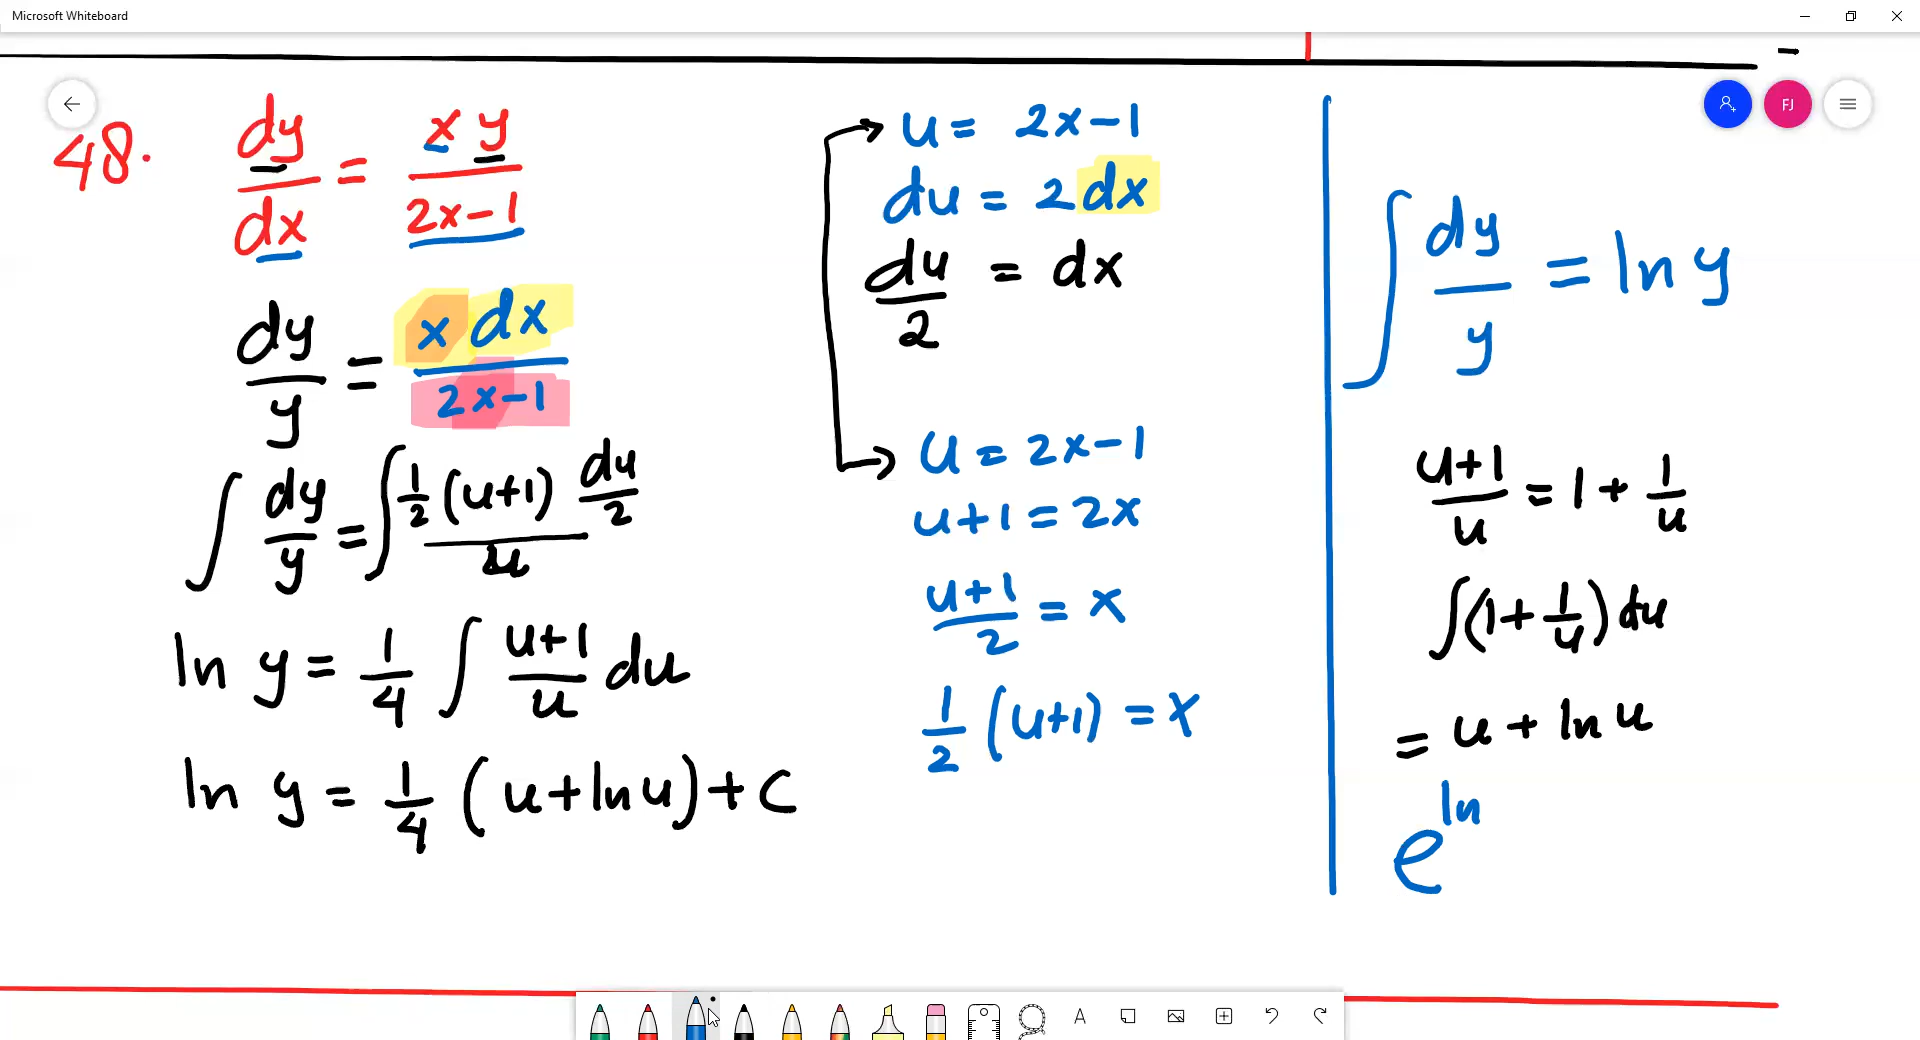 Microsoft Whiteboard
FJ
48. dy/dx = xy/(2x-1)
dy/y = x dx/(2x-1)
∫ dy/y = ∫ (1/2 (u+1) du/2)/u
ln y = 1/4 ∫ (u+1)/u du
ln y = 1/4 (u+ln u)+c
u = 2x-1
du = 2dx
du/2 = dx
u = 2x-1
u+1 = 2x
(u+1)/2 = x
1/2 (u+1) = x
∫ dy/y = ln y
(u+1)/u = 1 + 1/u
∫(1+1/u) du
= u + ln u
e^ln
A